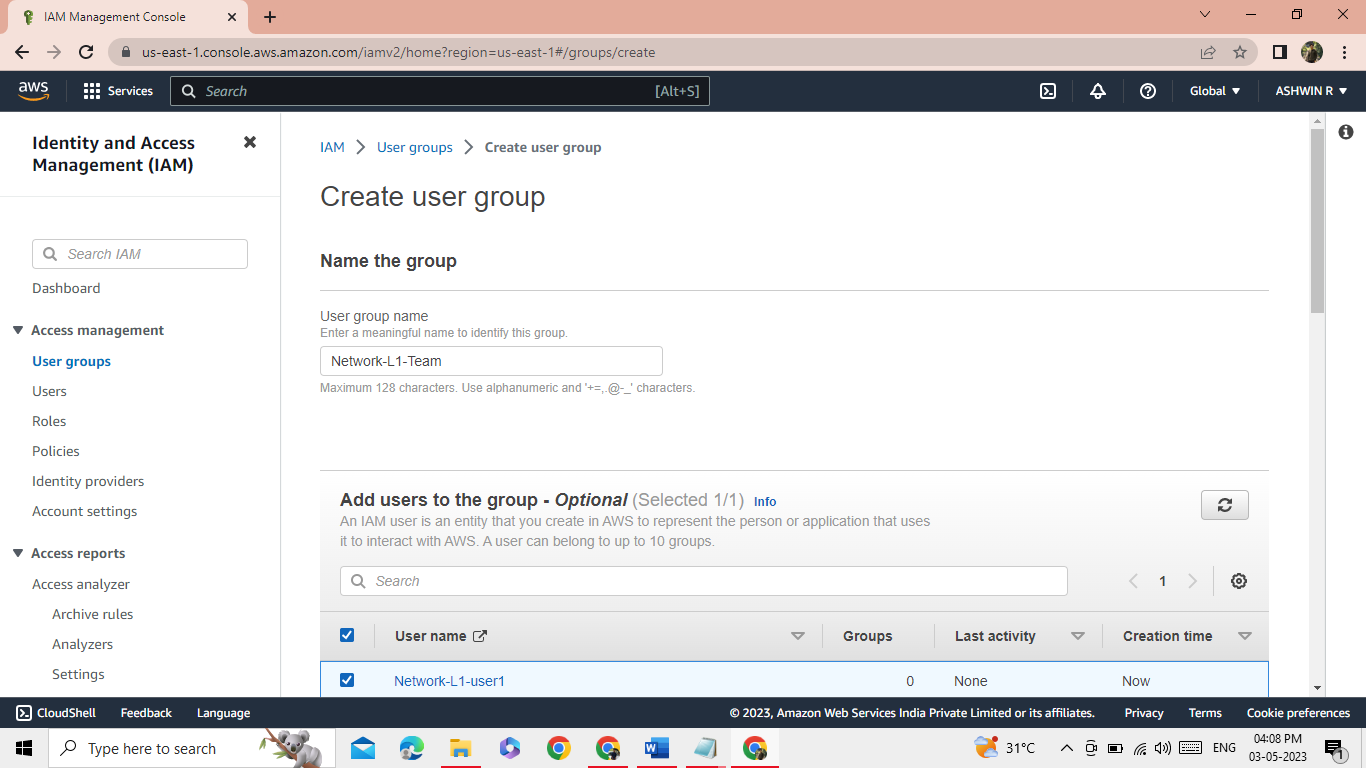 IAM Management Console
us-east-1.console.aws.amazon.com/iamv2/home?region=us-east-1#/groups/create
aws
Services
Search
[Alt+S]
Global
ASHWIN R
Identity and Access
Management (IAM)
Search IAM
Dashboard
Access management
User groups
Users
Roles
Policies
Identity providers
Account settings
Access reports
Access analyzer
Archive rules
Analyzers
Settings
IAM > User groups > Create user group
Create user group
Name the group
User group name
Enter a meaningful name to identify this group.
Network-L1-Team
Maximum 128 characters. Use alphanumeric and '+=,.@-_' characters.
Add users to the group - Optional (Selected 1/1) Info
An IAM user is an entity that you create in AWS to represent the person or application that uses
it to interact with AWS. A user can belong to up to 10 groups.
Search
1
User name Groups Last activity Creation time
Network-L1-user1 0 None Now
CloudShell Feedback Language
© 2023, Amazon Web Services India Private Limited or its affiliates. Privacy Terms Cookie preferences
Type here to search
31°C
ENG
04:08 PM
03-05-2023
1